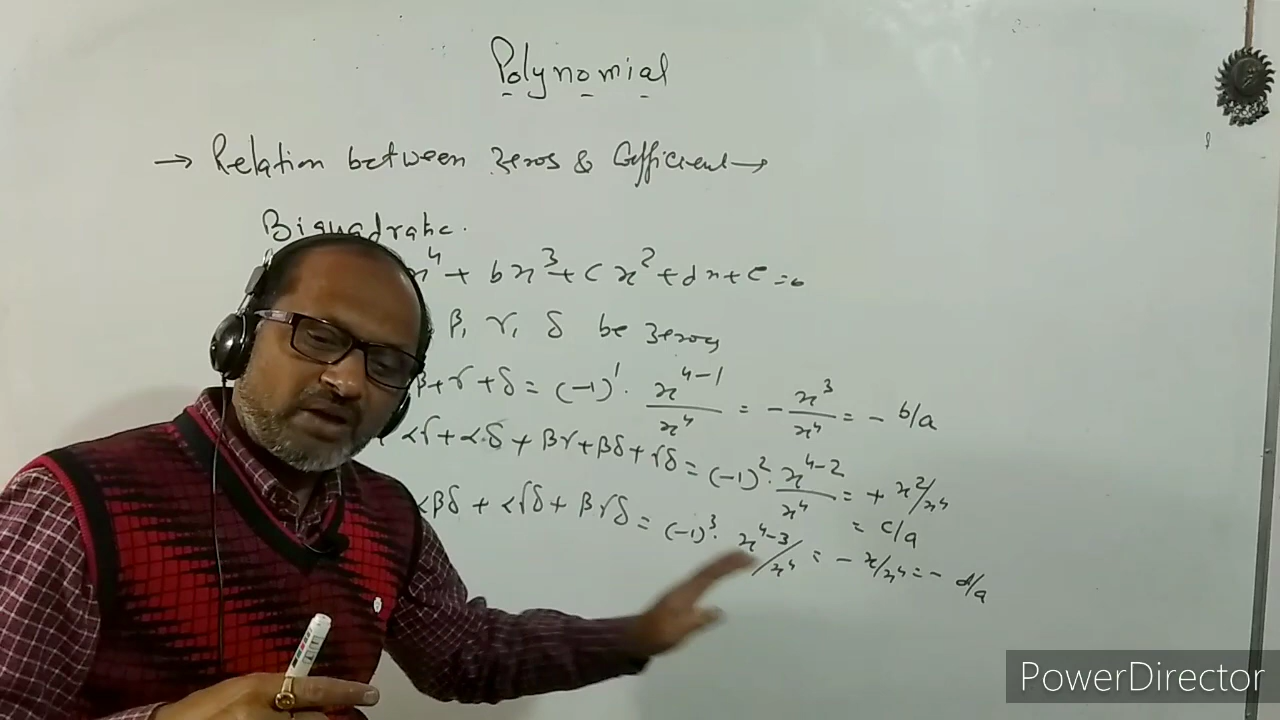 Polynomial
→ Relation between Zeros & Cofficient →
Biquadratic.
x⁴ + bx³ + cx² + dx + e = 0
β, γ, δ be zeros
β + γ + δ = (-1)¹ · x⁴⁻¹/x⁴ = - x³/x⁴ = - b/a
αγ + α·δ + βγ + βδ + γδ = (-1)² · x⁴⁻²/x⁴ = + x²/x⁴
= c/a
αβδ + αγδ + βγδ = (-1)³ · x⁴⁻³/x⁴ = - x/x⁴ = - d/a
PowerDirector